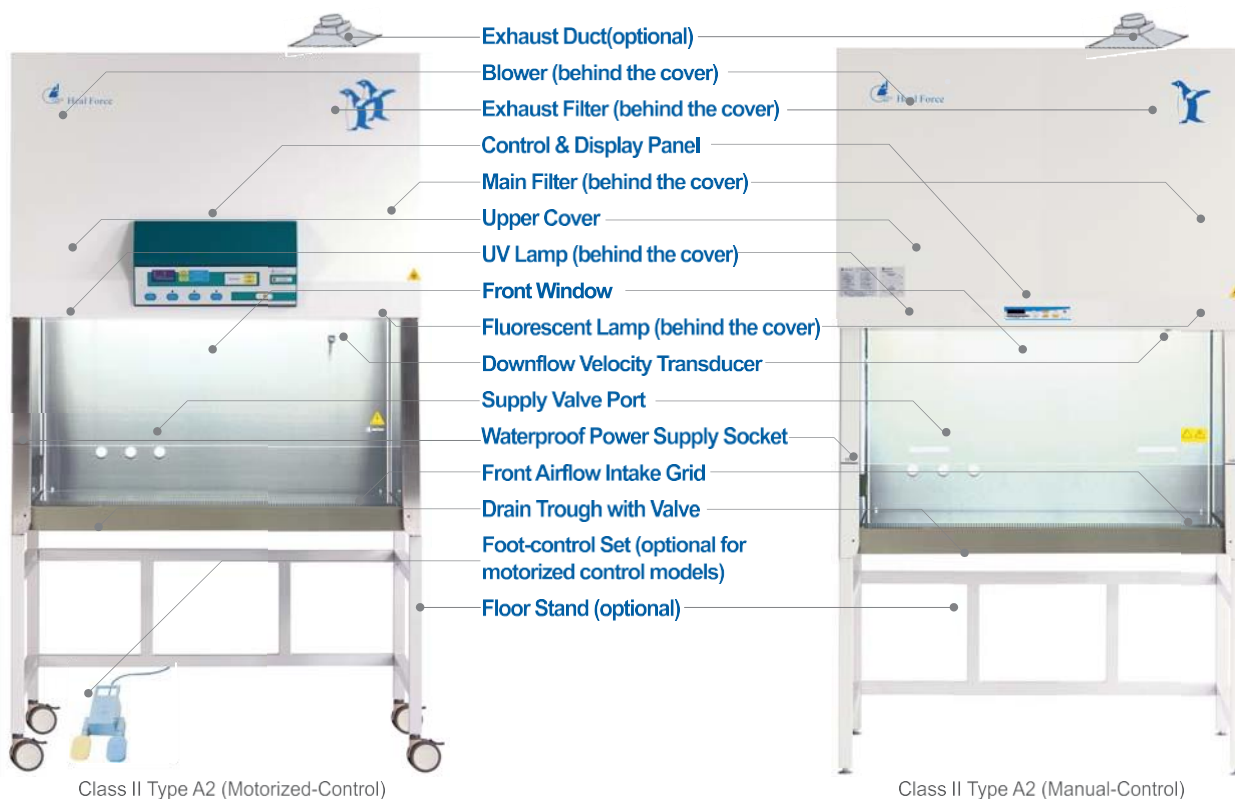 Exhaust Duct(optional)
Blower (behind the cover)
Heal Force
Heal Force
Exhaust Filter (behind the cover)
Control & Display Panel
Main Filter (behind the cover)
Upper Cover
UV Lamp (behind the cover)
Front Window
Fluorescent Lamp (behind the cover)
Downflow Velocity Transducer
Supply Valve Port
Waterproof Power Supply Socket
Front Airflow Intake Grid
Drain Trough with Valve
Foot-control Set (optional for
motorized control models)
Floor Stand (optional)
Class II Type A2 (Motorized-Control)
Class II Type A2 (Manual-Control)